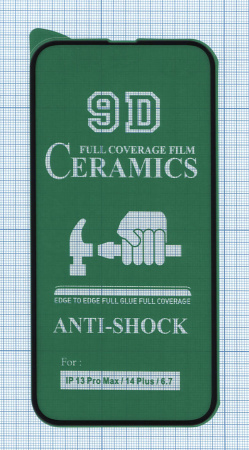 9D
FULL COVERAGE FILM
CERAMICS
EDGE TO EDGE FULL GLUE FULL COVERAGE
ANTI-SHOCK
For :
IP 13 Pro Max / 14 Plus / 6.7